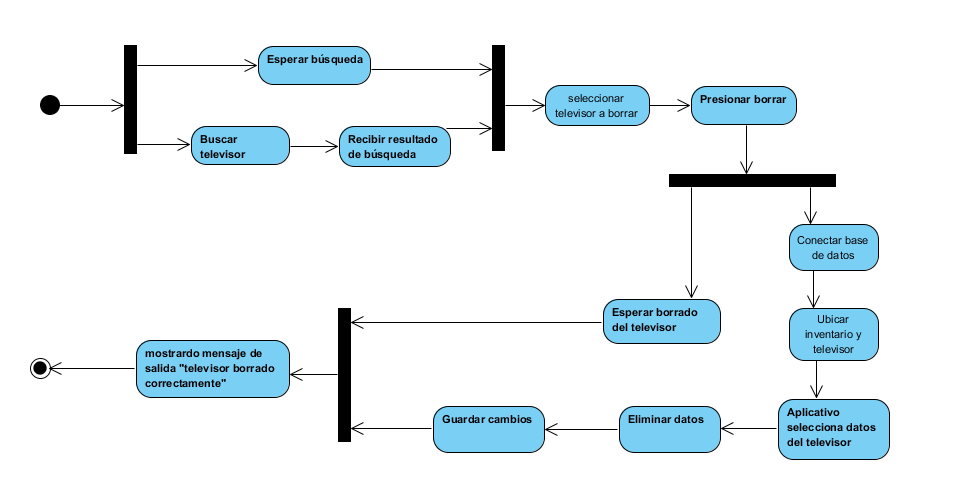 Esperar búsqueda
Buscar
televisor
Recibir resultado
de búsqueda
seleccionar
televisor a borrar
Presionar borrar
Conectar base
de datos
Ubicar
inventario y
televisor
Aplicativo
selecciona datos
del televisor
Eliminar datos
Guardar cambios
Esperar borrado
del televisor
mostrardo mensaje de
salida "televisor borrado
correctamente"